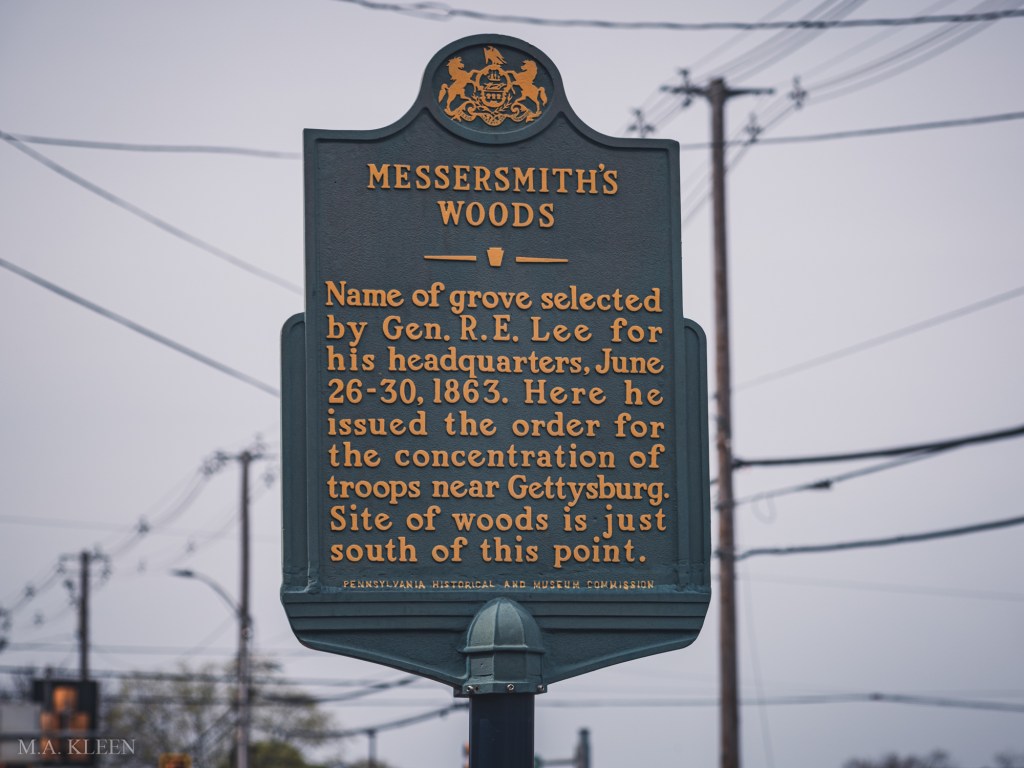 MESSERSMITH'S
WOODS
Name of grove selected
by Gen. R. E. Lee for
his headquarters, June
26-30, 1863. Here he
issued the order for
the concentration of
troops near Gettysburg.
Site of woods is just
south of this point.
PENNSYLVANIA HISTORICAL AND MUSEUM COMMISSION
M.A. KLEEN